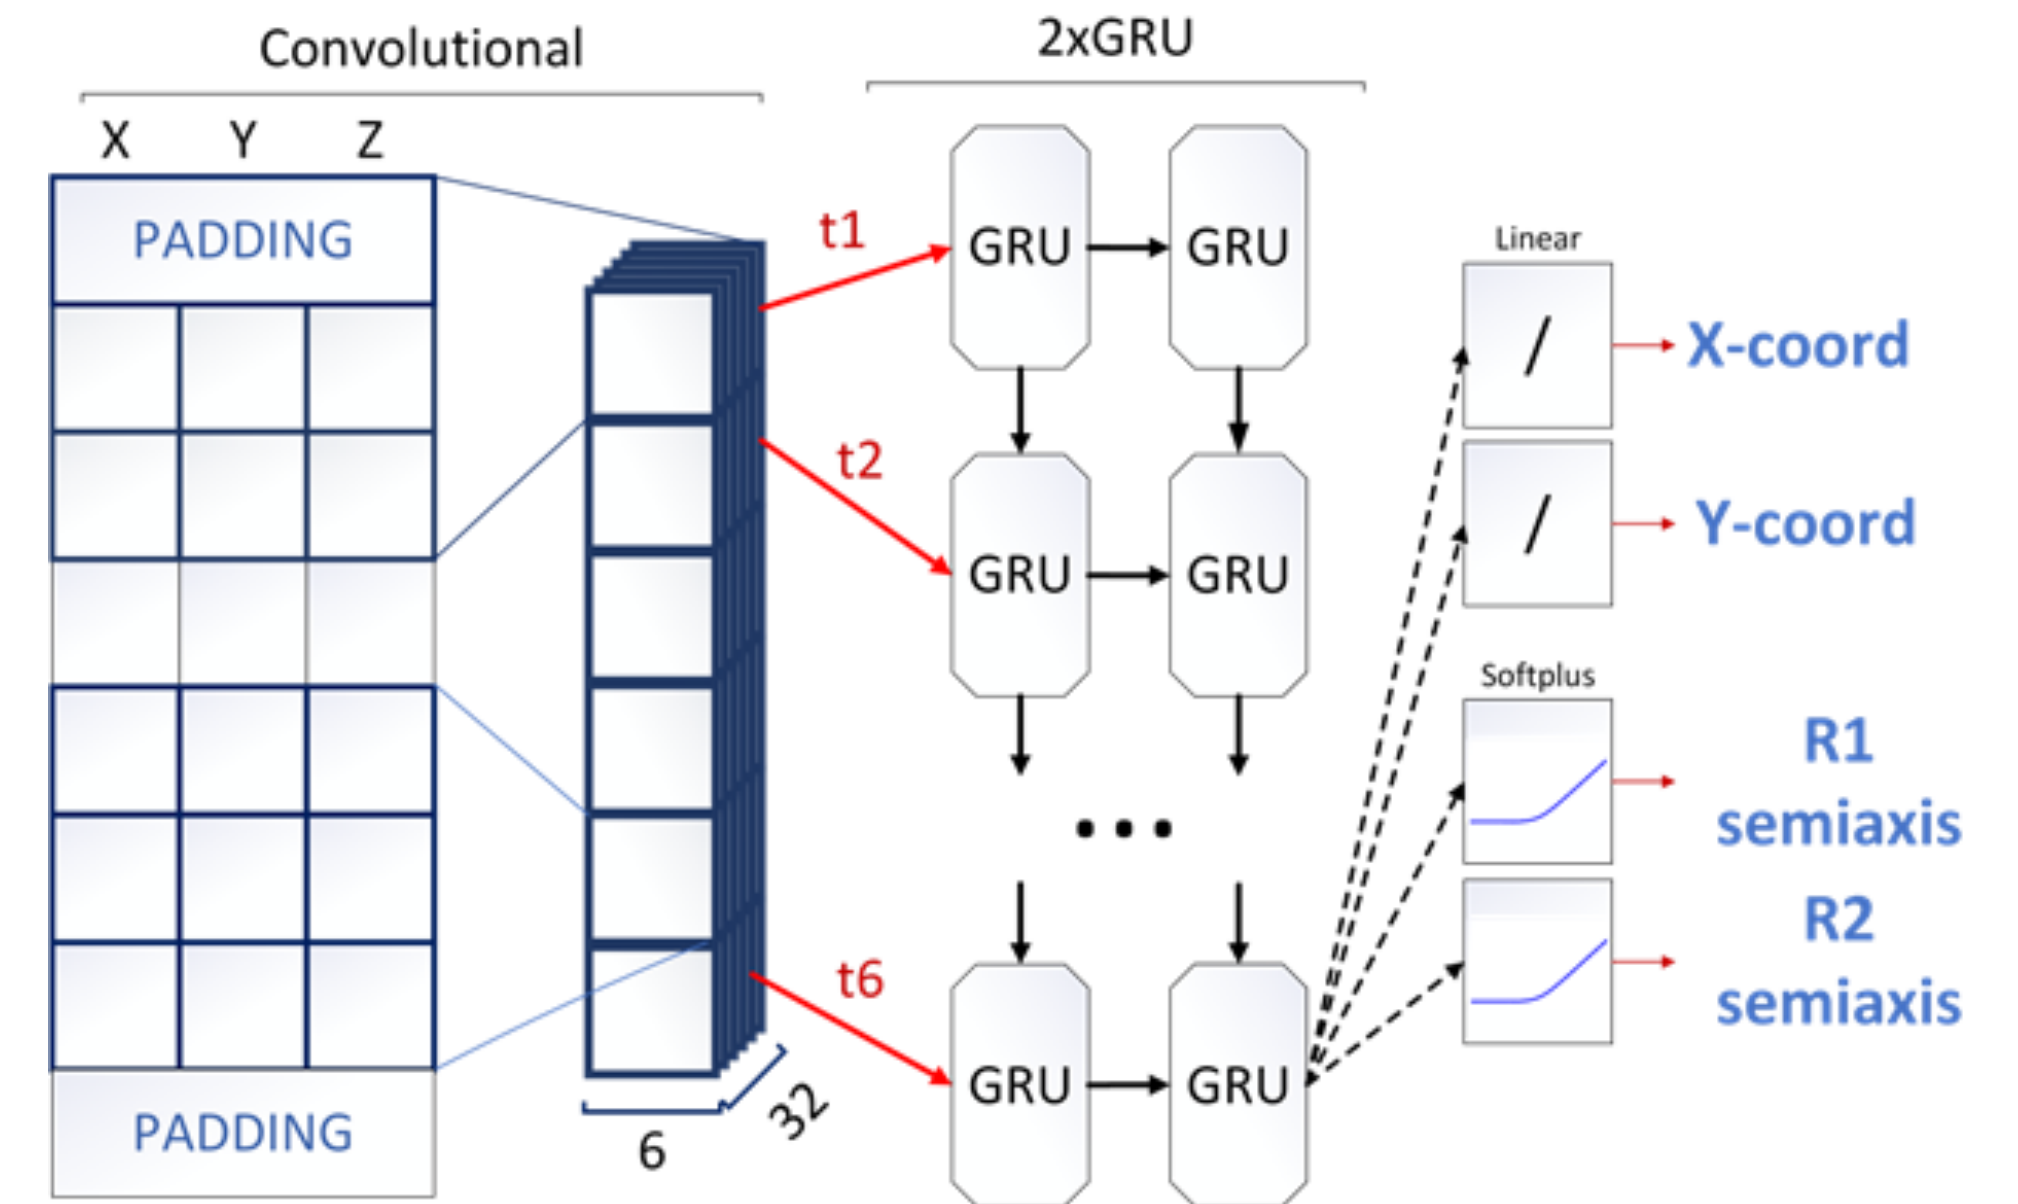 Convolutional
2xGRU
X Y Z
PADDING
t1
GRU
GRU
Linear
/
X-coord
t2
GRU
GRU
/
Y-coord
Softplus
R1
semiaxis
...
R2
semiaxis
t6
GRU
GRU
PADDING
6
32